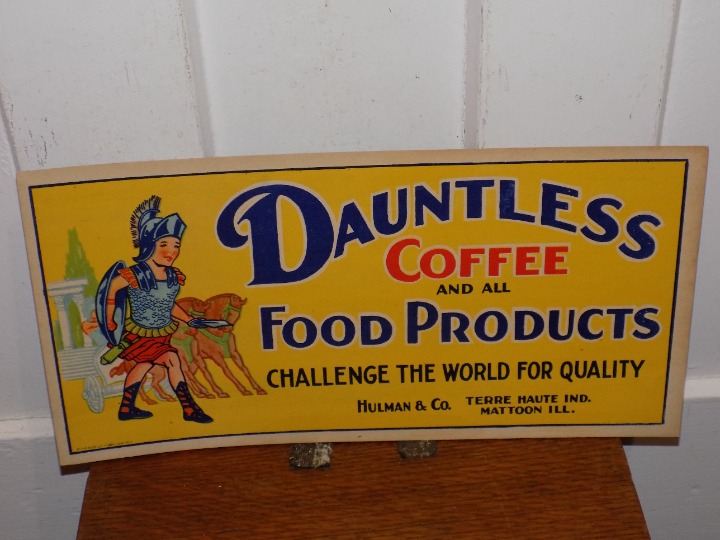 DAUNTLESS
COFFEE
AND ALL
FOOD PRODUCTS
CHALLENGE THE WORLD FOR QUALITY
HULMAN & CO. TERRE HAUTE IND.
MATTOON ILL.